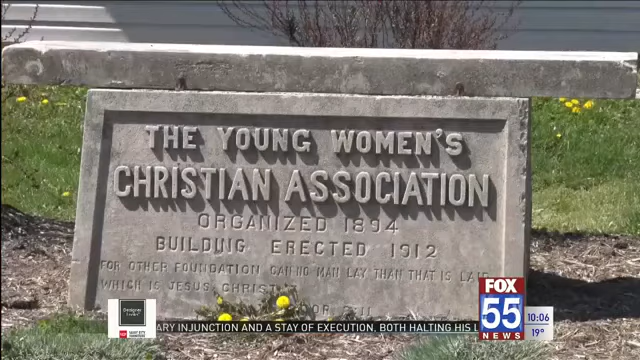 THE YOUNG WOMEN'S
CHRISTIAN ASSOCIATION
ORGANIZED 1894
BUILDING ERECTED 1912
FOR OTHER FOUNDATION CAN NO MAN LAY THAN THAT IS LAID
WHICH IS JESUS CHRIST
FOX
55
NEWS
10:06
19°
ARY INJUNCTION AND A STAY OF EXECUTION, BOTH HALTING HIS L